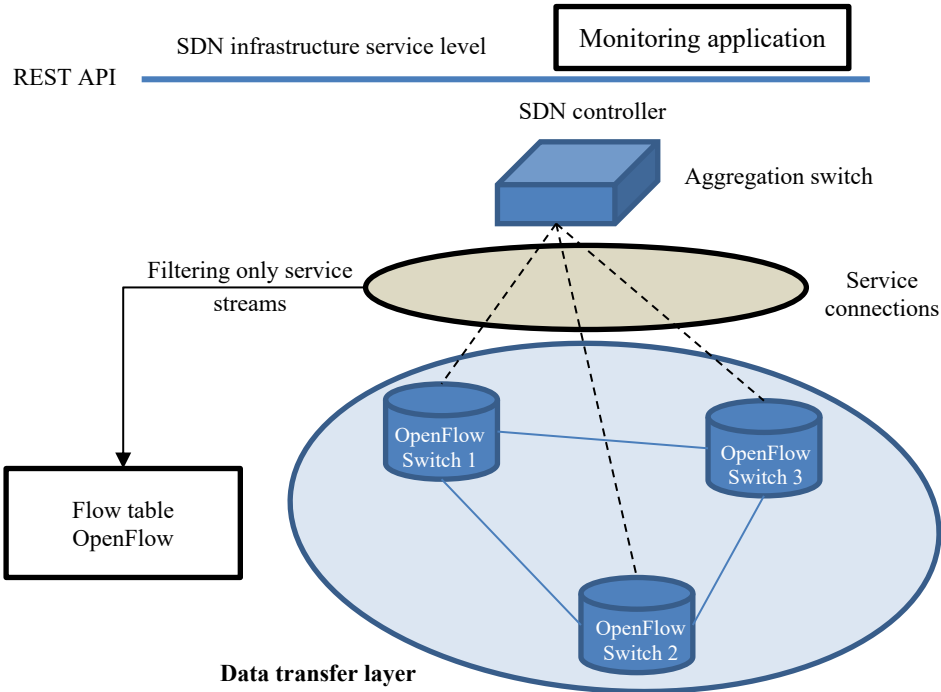 SDN infrastructure service level
Monitoring application
REST API
SDN controller
Aggregation switch
Filtering only service
streams
Service
connections
OpenFlow
Switch 1
OpenFlow
Switch 3
Flow table
OpenFlow
OpenFlow
Switch 2
Data transfer layer